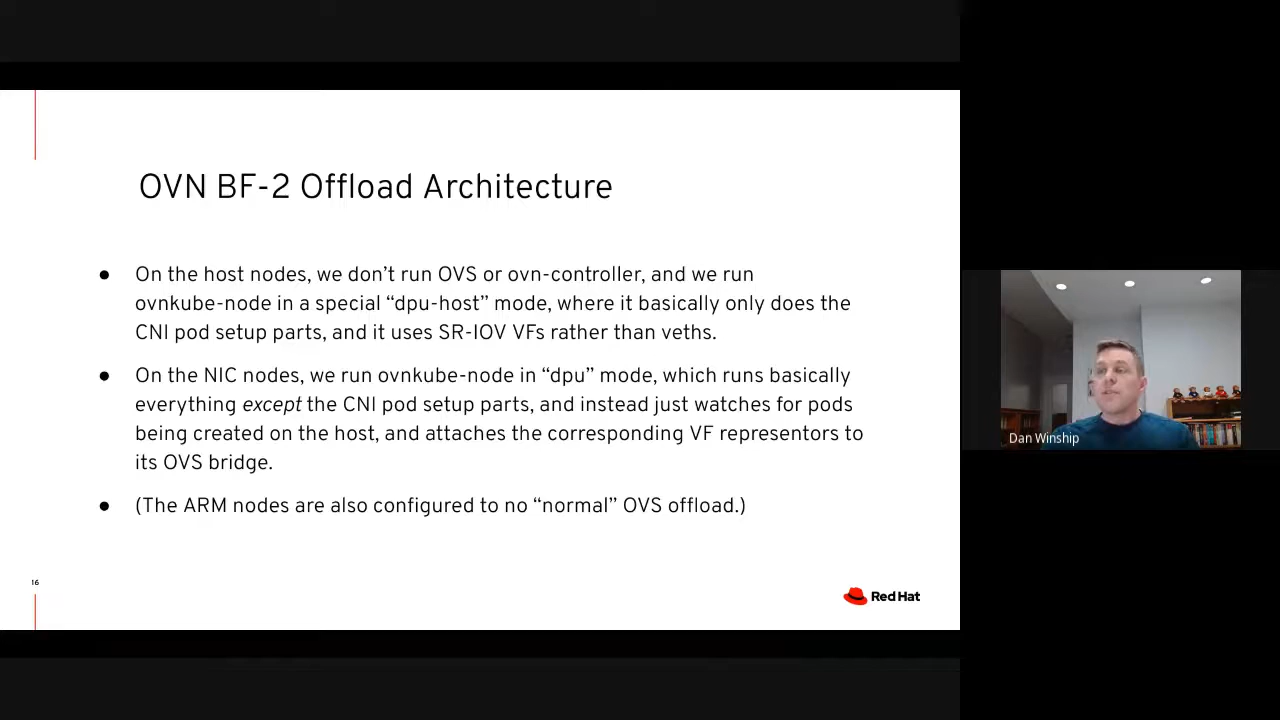 OVN BF-2 Offload Architecture
● On the host nodes, we don’t run OVS or ovn-controller, and we run
ovnkube-node in a special “dpu-host” mode, where it basically only does the
CNI pod setup parts, and it uses SR-IOV VFs rather than veths.
● On the NIC nodes, we run ovnkube-node in “dpu” mode, which runs basically
everything except the CNI pod setup parts, and instead just watches for pods
being created on the host, and attaches the corresponding VF representors to
its OVS bridge.
● (The ARM nodes are also configured to no “normal” OVS offload.)
16
Red Hat
Dan Winship